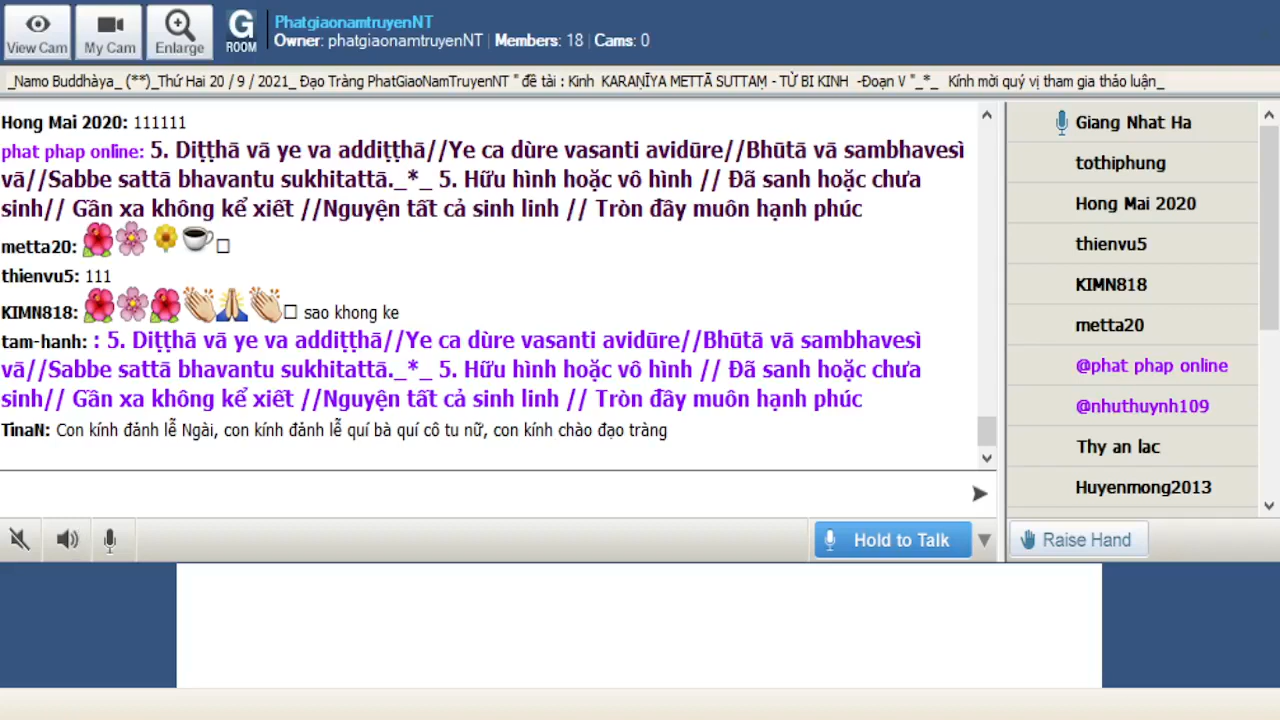 View Cam
My Cam
Enlarge
G
ROOM
PhatgiaonamtruyenNT
Owner: phatgiaonamtruyenNT | Members: 18 | Cams: 0
_Namo Buddhàya_ (**)_Thứ Hai 20 / 9 / 2021_ Đạo Tràng PhatGiaoNamTruyenNT " đề tài : Kinh KARAṆĪYA METTĀ SUTTAṀ - TỪ BI KINH -Đoạn V "_*_ Kính mời quý vị tham gia thảo luận_
Hong Mai 2020: 111111
phat phap online: 5. Diṭṭhā vā ye va addiṭṭhā//Ye ca dùre vasanti avidūre//Bhūtā vā sambhavesì
vā//Sabbe sattā bhavantu sukhitattā._*_ 5. Hữu hình hoặc vô hình // Đã sanh hoặc chưa
sinh// Gần xa không kể xiết //Nguyện tất cả sinh linh // Tròn đầy muôn hạnh phúc
metta20:
thienvu5: 111
KIMN818: sao khong ke
tam-hanh: : 5. Diṭṭhā vā ye va addiṭṭhā//Ye ca dùre vasanti avidūre//Bhūtā vā sambhavesì
vā//Sabbe sattā bhavantu sukhitattā._*_ 5. Hữu hình hoặc vô hình // Đã sanh hoặc chưa
sinh// Gần xa không kể xiết //Nguyện tất cả sinh linh // Tròn đầy muôn hạnh phúc
TinaN: Con kính đảnh lễ Ngài, con kính đảnh lễ quí bà quí cô tu nữ, con kính chào đạo tràng
Giang Nhat Ha
tothiphung
Hong Mai 2020
thienvu5
KIMN818
metta20
@phat phap online
@nhuthuynh109
Thy an lac
Huyenmong2013
Hold to Talk
Raise Hand